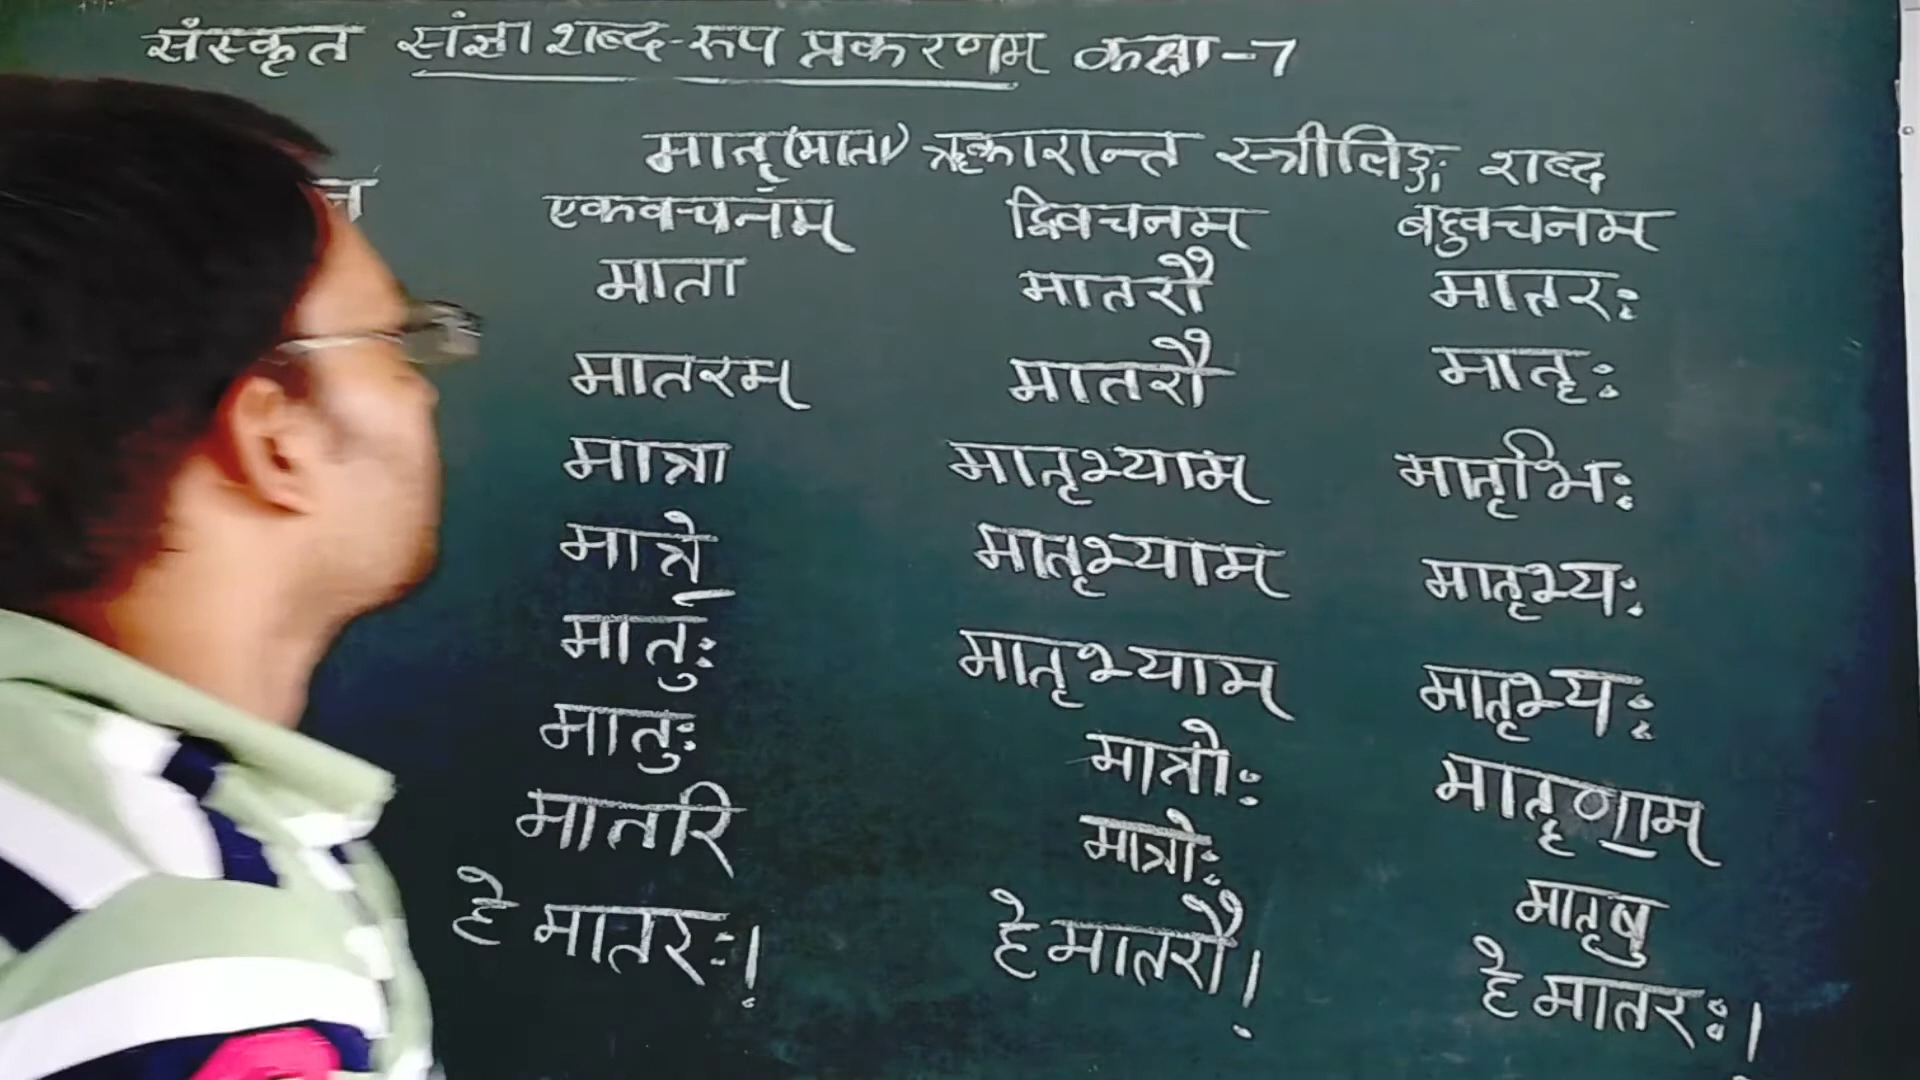 संस्कृत संज्ञा शब्द-रूप प्रकरणम कक्षा-7
मातृ(माता) ऋकारान्त स्त्रीलिङ्ग शब्द
एकवचनम् द्विवचनम् बहुवचनम
माता मातरौ मातरः
मातरम् मातरौ मातृः
मात्रा मातृभ्याम् मातृभिः
मात्रे मातृभ्याम् मातृभ्यः
मातुः मातृभ्याम् मातृभ्यः
मातुः मात्रोः मातृणाम्
मातरि मात्रोः मातृषु
हे मातरः! हे मातरौ! हे मातरः!